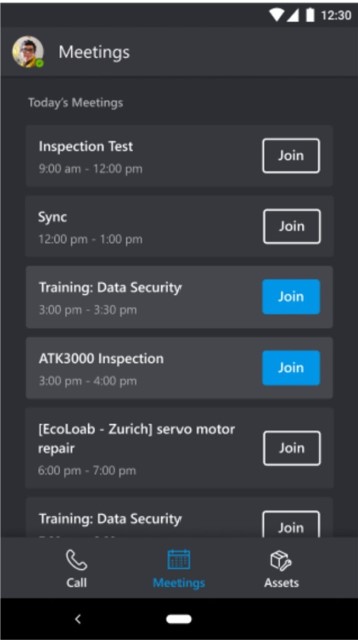 12:30
Meetings
Today's Meetings
Inspection Test
9:00 am - 12:00 pm
Join
Sync
12:00 pm - 1:00 pm
Join
Training: Data Security
3:00 pm - 3:30 pm
Join
ATK3000 Inspection
3:00 pm - 4:00 pm
Join
[EcoLoab - Zurich] servo motor
repair
6:00 pm - 7:00 pm
Join
Training: Data Security
Join
Call
Meetings
Assets